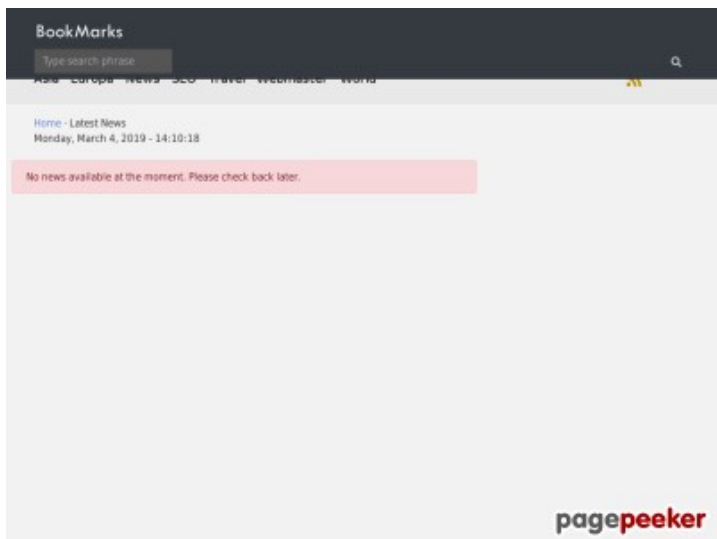 BookMarks
Type search phrase
Asia Europa News SEO Travel Webmaster World
Home - Latest News
Monday, March 4, 2019 - 14:10:18
No news available at the moment. Please check back later.
pagepeeker